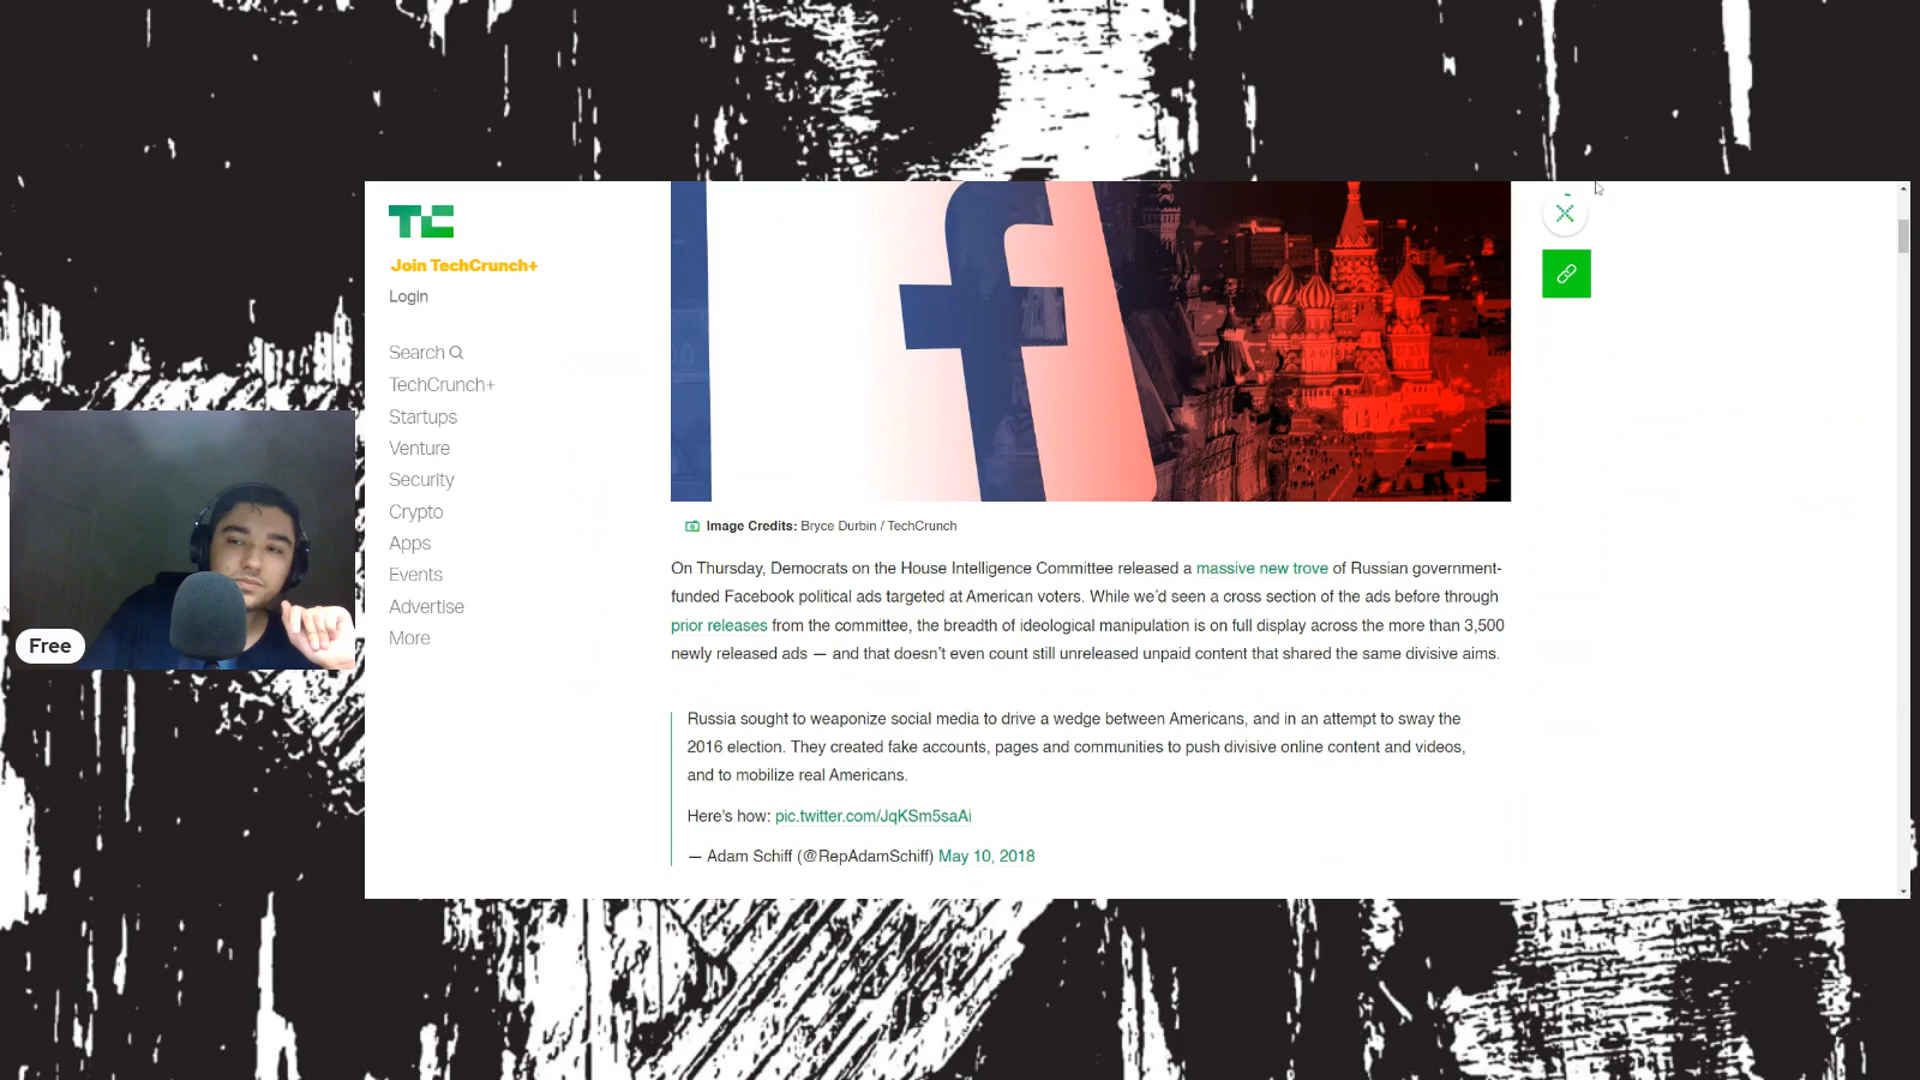 TC
Join TechCrunch+
Login
Search
TechCrunch+
Startups
Venture
Security
Crypto
Apps
Events
Advertise
More
Free
f
Image Credits: Bryce Durbin / TechCrunch
On Thursday, Democrats on the House Intelligence Committee released a massive new trove of Russian government-
funded Facebook political ads targeted at American voters. While we’d seen a cross section of the ads before through
prior releases from the committee, the breadth of ideological manipulation is on full display across the more than 3,500
newly released ads — and that doesn’t even count still unreleased unpaid content that shared the same divisive aims.
Russia sought to weaponize social media to drive a wedge between Americans, and in an attempt to sway the
2016 election. They created fake accounts, pages and communities to push divisive online content and videos,
and to mobilize real Americans.
Here's how: pic.twitter.com/JqKSm5saAi
— Adam Schiff (@RepAdamSchiff) May 10, 2018